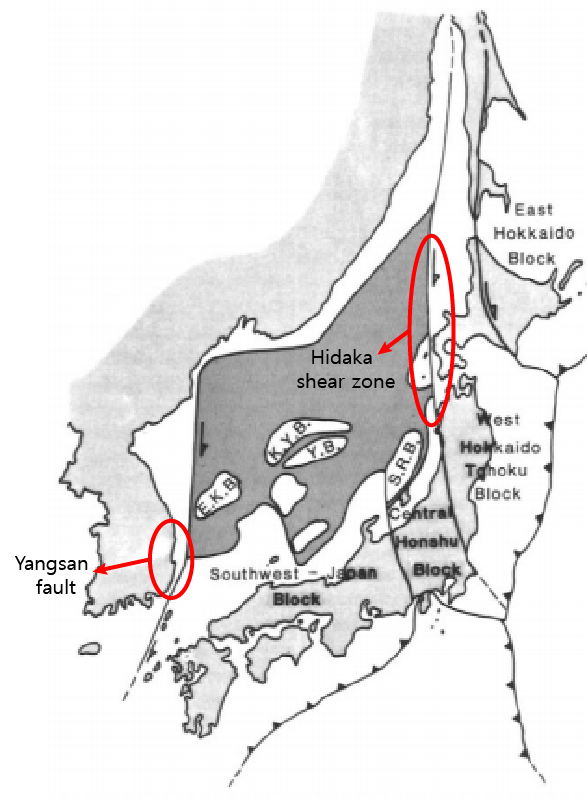 East
Hokkaido
Block
Hidaka
shear zone
West
Hokkaido
Tohoku
Block
K.Y.B.
Y.B.
S.R.B.
E.K.B
Central
Honshu
Block
Yangsan
fault
Southwest - Japan
Block